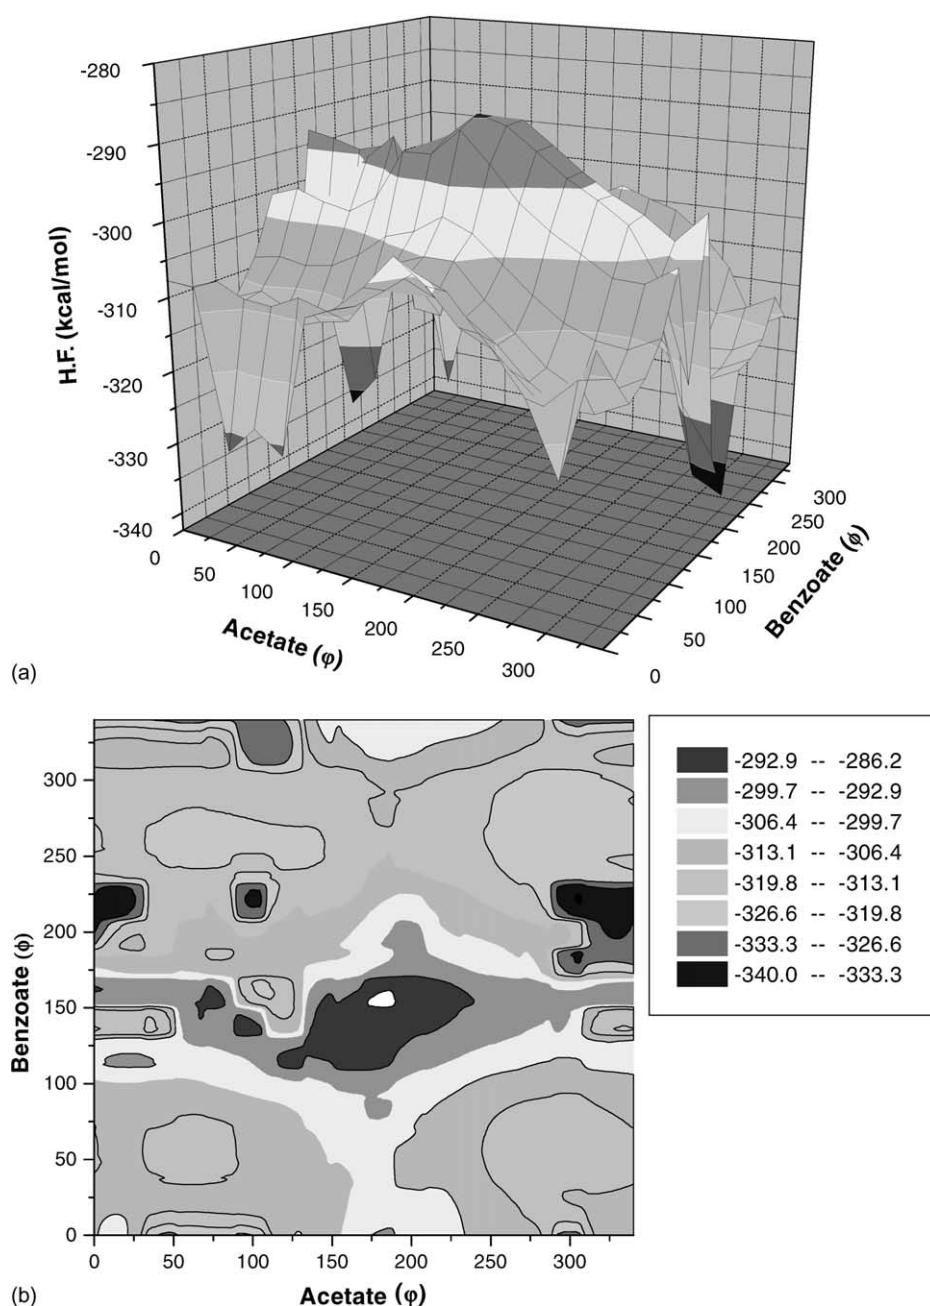 -280
-290
-300
-310
-320
-330
-340
H.F. (kcal/mol)
0
50
100
150
200
250
300
Acetate (φ)
0
50
100
150
200
250
300
Benzoate (ϕ)
(a)
300
250
200
150
100
50
0
Benzoate (ϕ)
0 50 100 150 200 250 300
Acetate (φ)
-292.9 -- -286.2
-299.7 -- -292.9
-306.4 -- -299.7
-313.1 -- -306.4
-319.8 -- -313.1
-326.6 -- -319.8
-333.3 -- -326.6
-340.0 -- -333.3
(b)